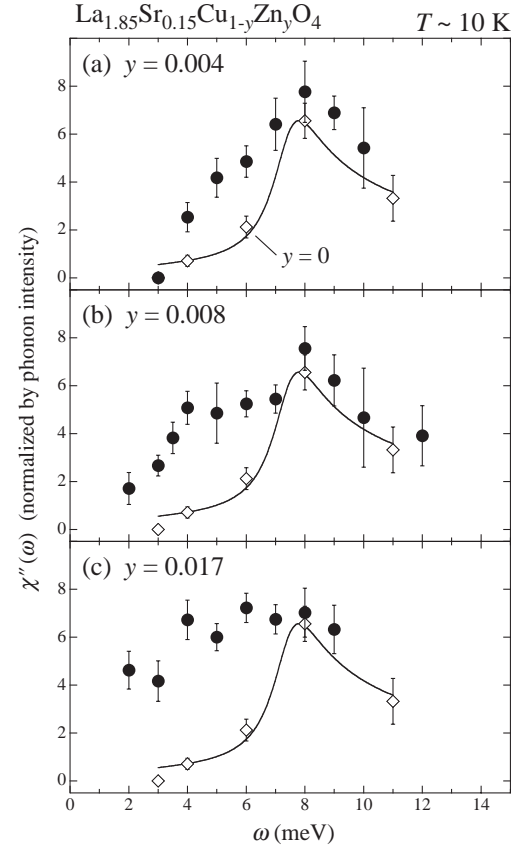 La1.85Sr0.15Cu1-yZnyO4 T ~ 10 K
(a) y = 0.004
8
6
4
2
0
y = 0
(b) y = 0.008
8
6
4
2
0
(c) y = 0.017
8
6
4
2
0
0 2 4 6 8 10 12 14
ω (meV)
χ″(ω) (normalized by phonon intensity)